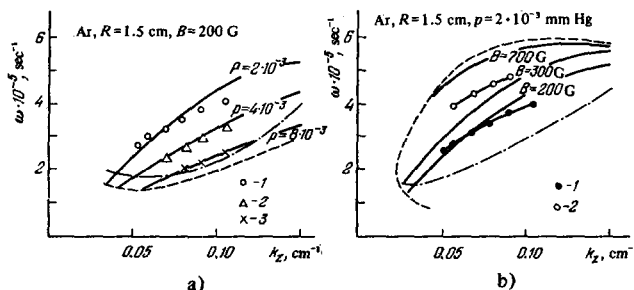 Ar, R = 1.5 cm, B = 200 G
ω·10⁻⁵, sec⁻¹
6
4
2
p=2·10⁻³
p=4·10⁻³
p=8·10⁻³
○ -1
△ -2
× -3
0.05
0.10
k_z, cm⁻¹
a)
Ar, R = 1.5 cm, p = 2·10⁻³ mm Hg
ω·10⁻⁵, sec⁻¹
6
4
2
B=700 G
B=300 G
B=200 G
● -1
○ -2
0.05
0.10
k_z, cm⁻¹
b)